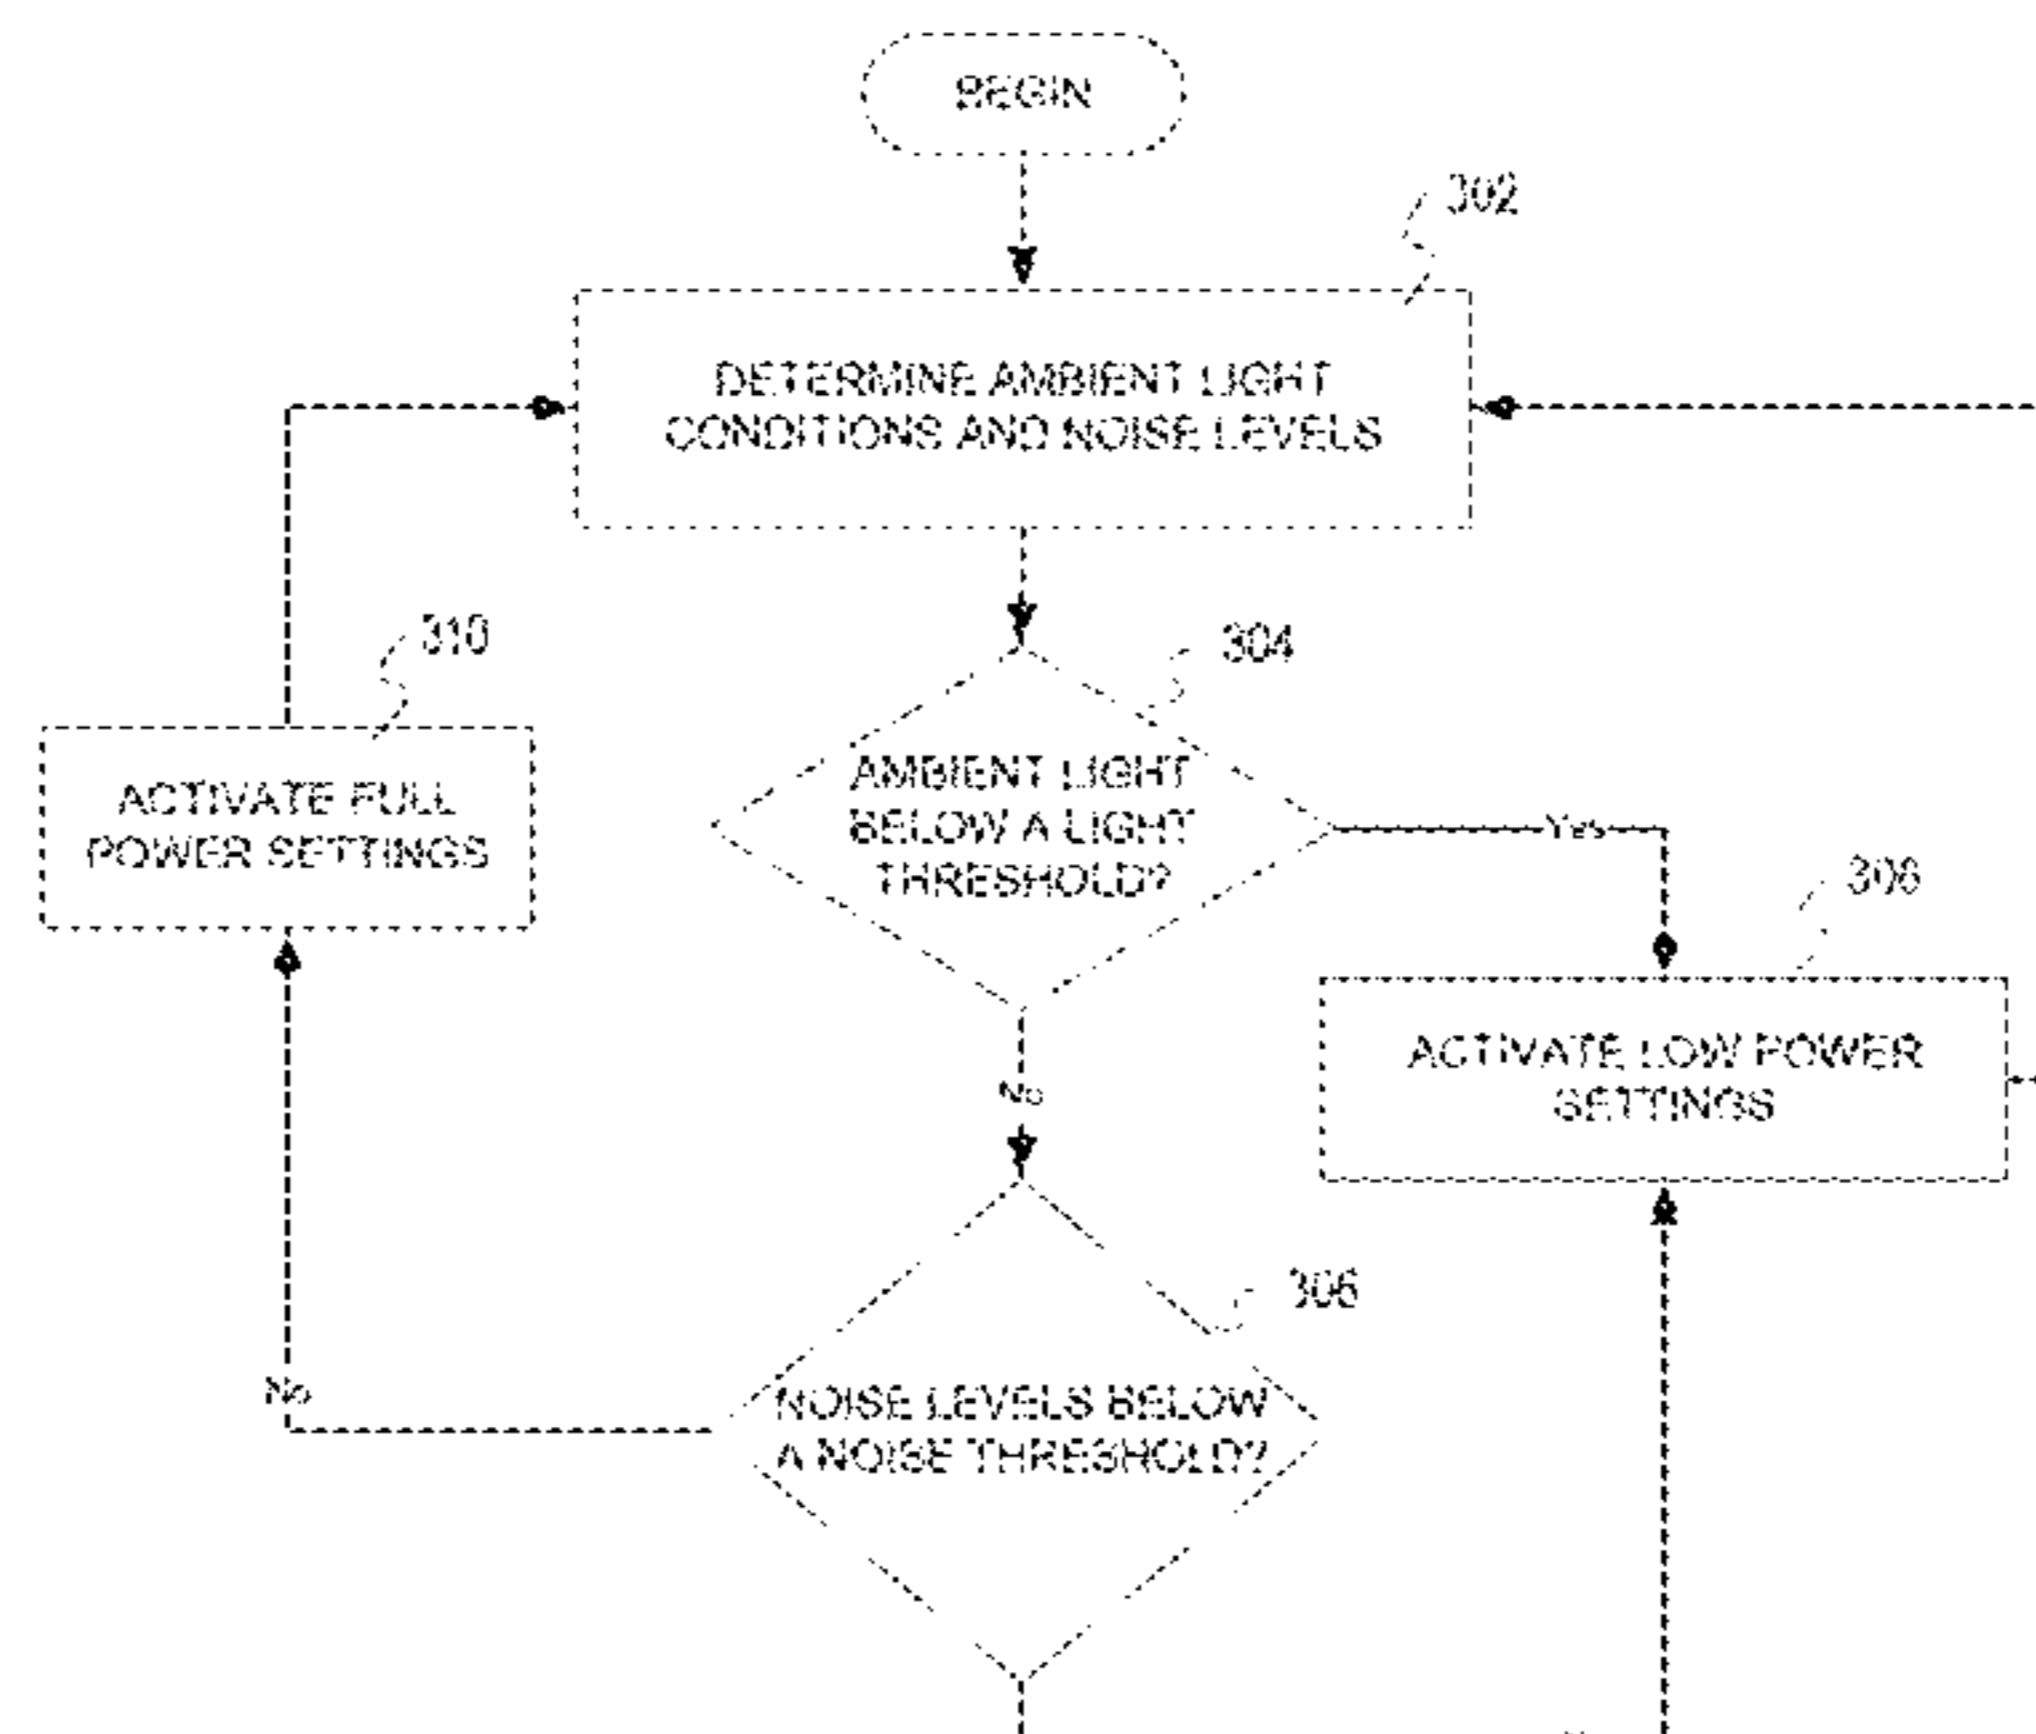 BEGIN
302
DETERMINE AMBIENT LIGHT
CONDITIONS AND NOISE LEVELS
310
304
ACTIVATE FULL
POWER SETTINGS
AMBIENT LIGHT
BELOW A LIGHT
THRESHOLD?
Yes
308
ACTIVATE LOW POWER
SETTINGS
No
306
No
NOISE LEVELS BELOW
A NOISE THRESHOLD?